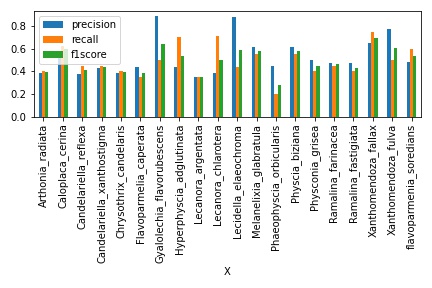 precision
recall
f1score
0.8
0.6
0.4
0.2
0.0
Arthonia_radiata
Caloplaca_cerina
Candelariella_reflexa
Candelariella_xanthostigma
Chrysothrix_candelaris
Flavoparmelia_caperata
Gyalolechia_flavorubescens
Hyperphyscia_adglutinata
Lecanora_argentata
Lecanora_chlarotera
Lecidella_elaeochroma
Melanelixia_glabratula
Phaeophyscia_orbicularis
Physcia_biziana
Physconia_grisea
Ramalina_farinacea
Ramalina_fastigiata
Xanthomendoza_fallax
Xanthomendoza_fulva
flavoparmenia_soredians
X